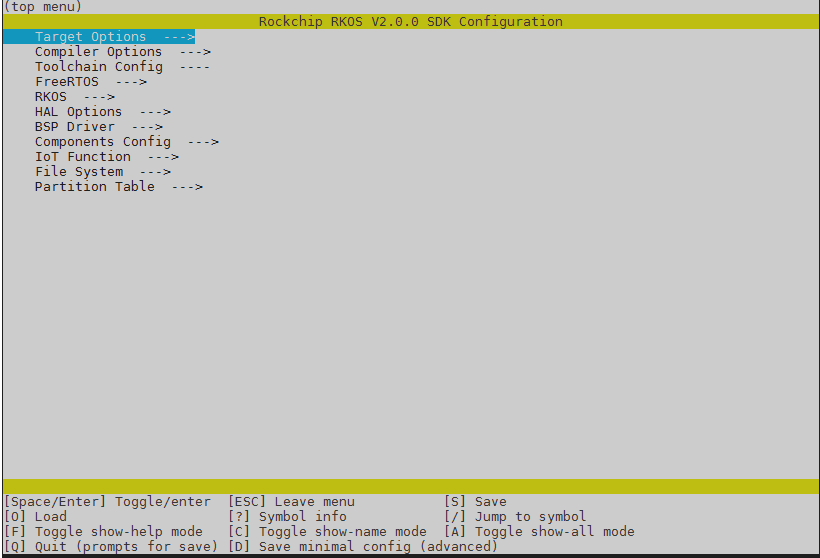 (top menu)
Rockchip RKOS V2.0.0 SDK Configuration
Target Options  --->
Compiler Options  --->
Toolchain Config  ----
FreeRTOS  --->
RKOS  --->
HAL Options  --->
BSP Driver  --->
Components Config  --->
IoT Function  --->
File System  --->
Partition Table  --->
[Space/Enter] Toggle/enter  [ESC] Leave menu  [S] Save
[O] Load  [?] Symbol info  [/] Jump to symbol
[F] Toggle show-help mode  [C] Toggle show-name mode  [A] Toggle show-all mode
[Q] Quit (prompts for save)  [D] Save minimal config (advanced)